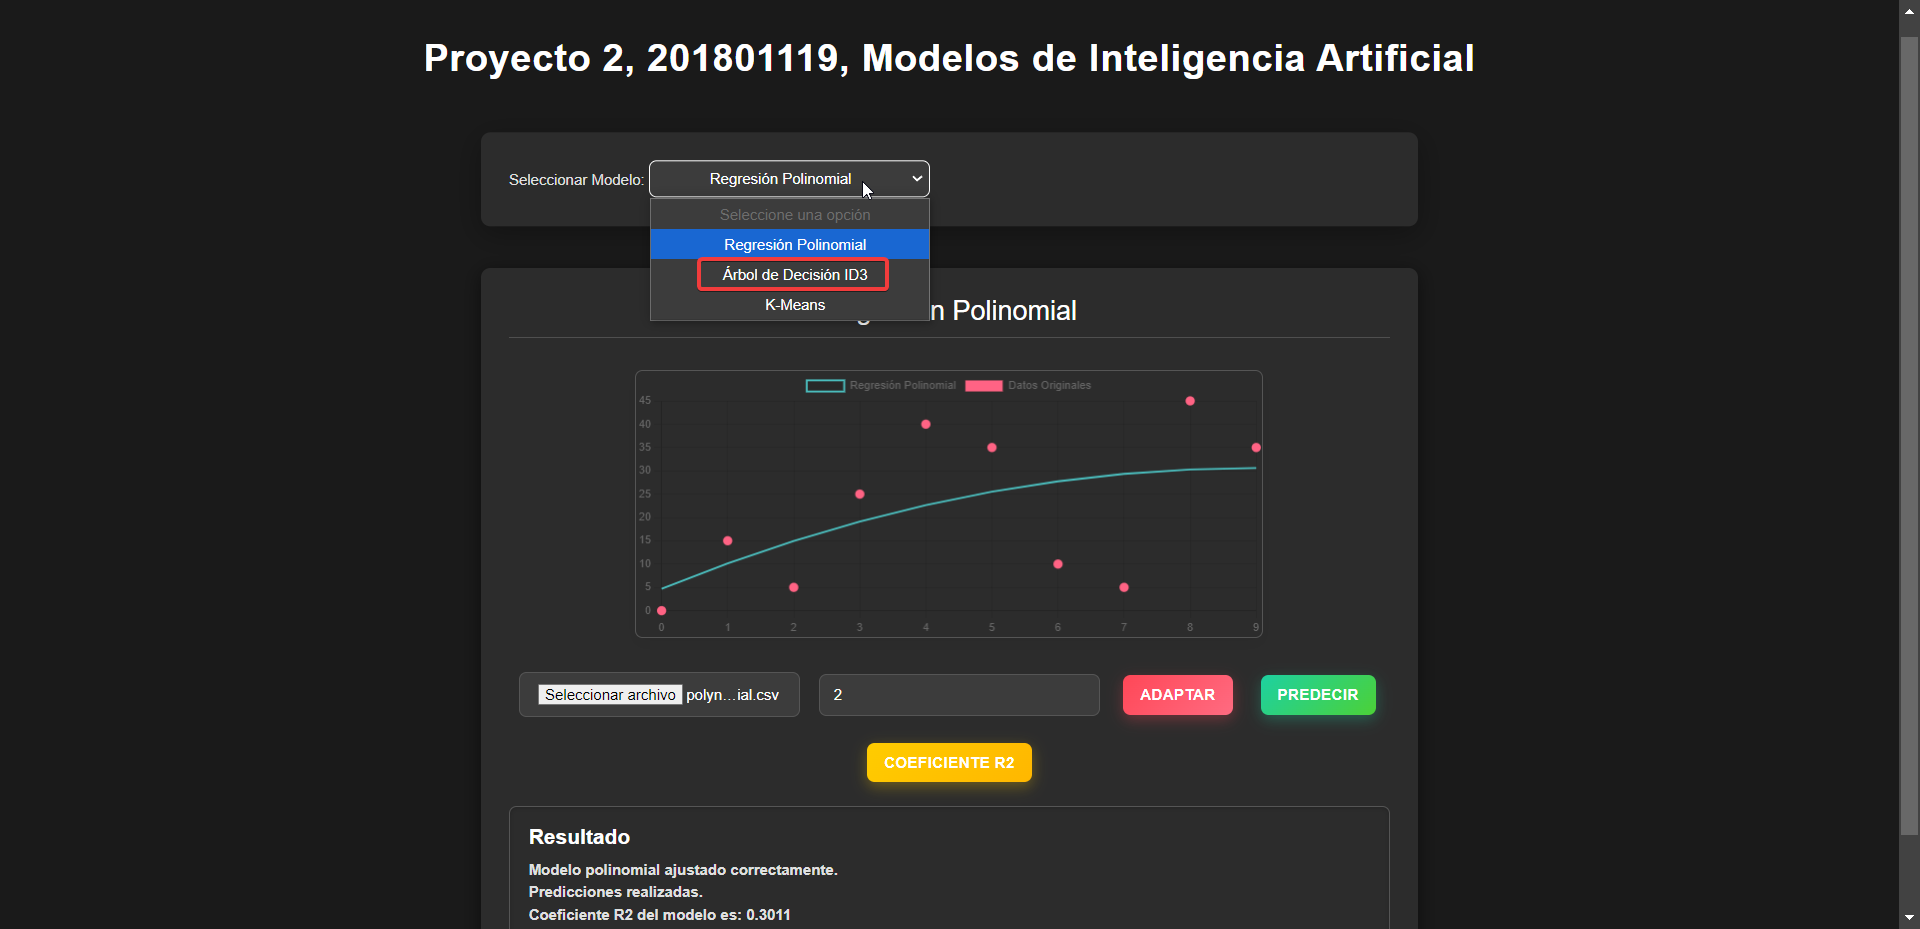 Proyecto 2, 201801119, Modelos de Inteligencia Artificial
Seleccionar Modelo: Regresión Polinomial
Seleccione una opción
Regresión Polinomial
Árbol de Decisión ID3
K-Means
n Polinomial
Regresión Polinomial Datos Originales
45
40
35
30
25
20
15
10
5
0
0 1 2 3 4 5 6 7 8 9
Seleccionar archivo polyn...ial.csv 2 ADAPTAR PREDECIR
COEFICIENTE R2
Resultado
Modelo polinomial ajustado correctamente.
Predicciones realizadas.
Coeficiente R2 del modelo es: 0.3011